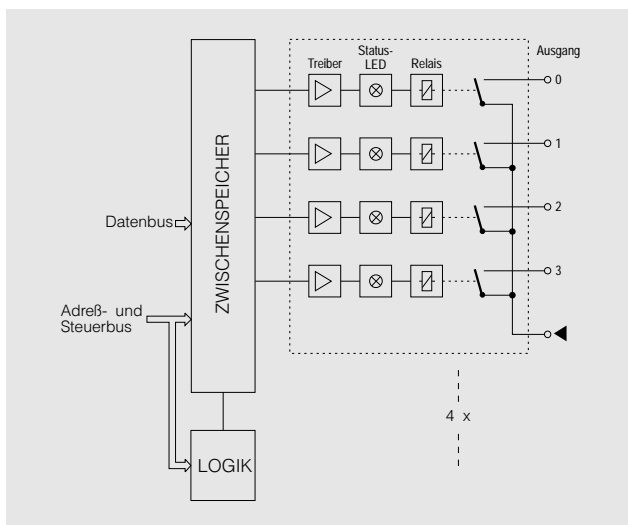 Treiber
Status-
LED
Relais
Ausgang
0
1
2
3
ZWISCHENSPEICHER
Datenbus
Adreß- und
Steuerbus
4 x
LOGIK